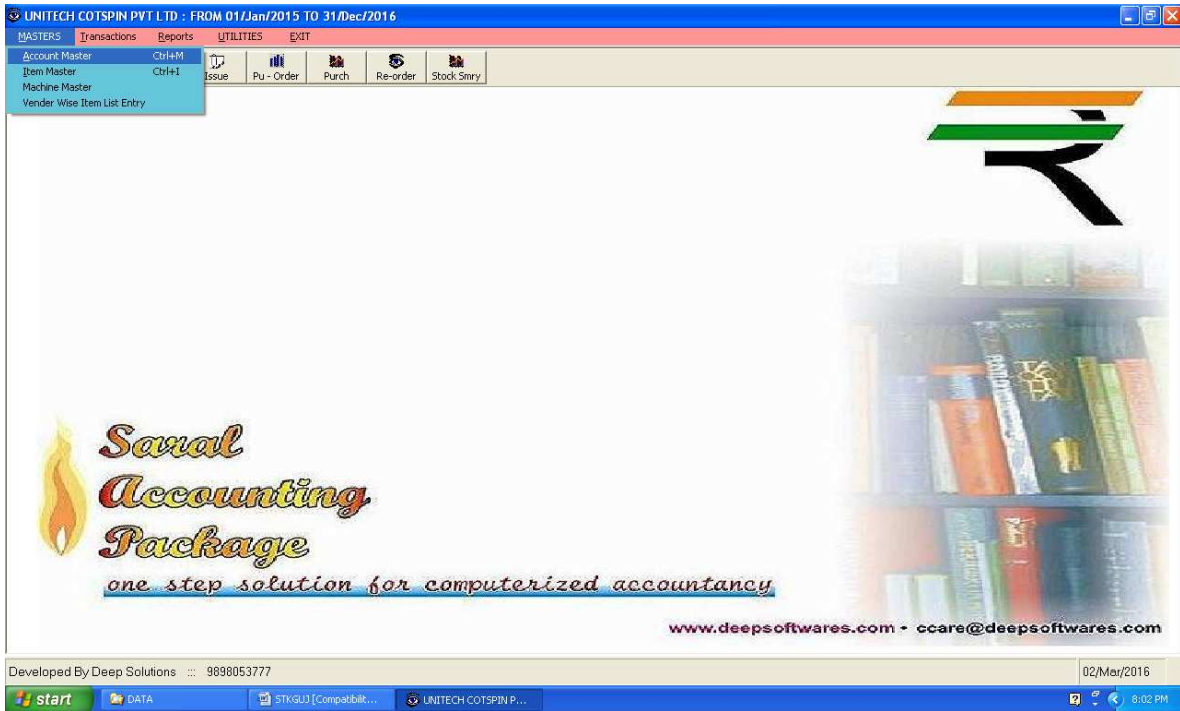 UNITECH COTSPIN PVT LTD : FROM 01/Jan/2015 TO 31/Dec/2016
MASTERS Transactions Reports UTILITIES EXIT
Account Master Ctrl+M
Item Master Ctrl+I
Machine Master
Vender Wise Item List Entry
Issue Pu - Order Purch Re-order Stock Smry
Saral
Accounting
Package
one step solution for computerized accountancy
www.deepsoftwares.com • ccare@deepsoftwares.com
Developed By Deep Solutions ::: 9898053777 02/Mar/2016
start DATA STKGUJ [Compatibilit... UNITECH COTSPIN P... 8:02 PM